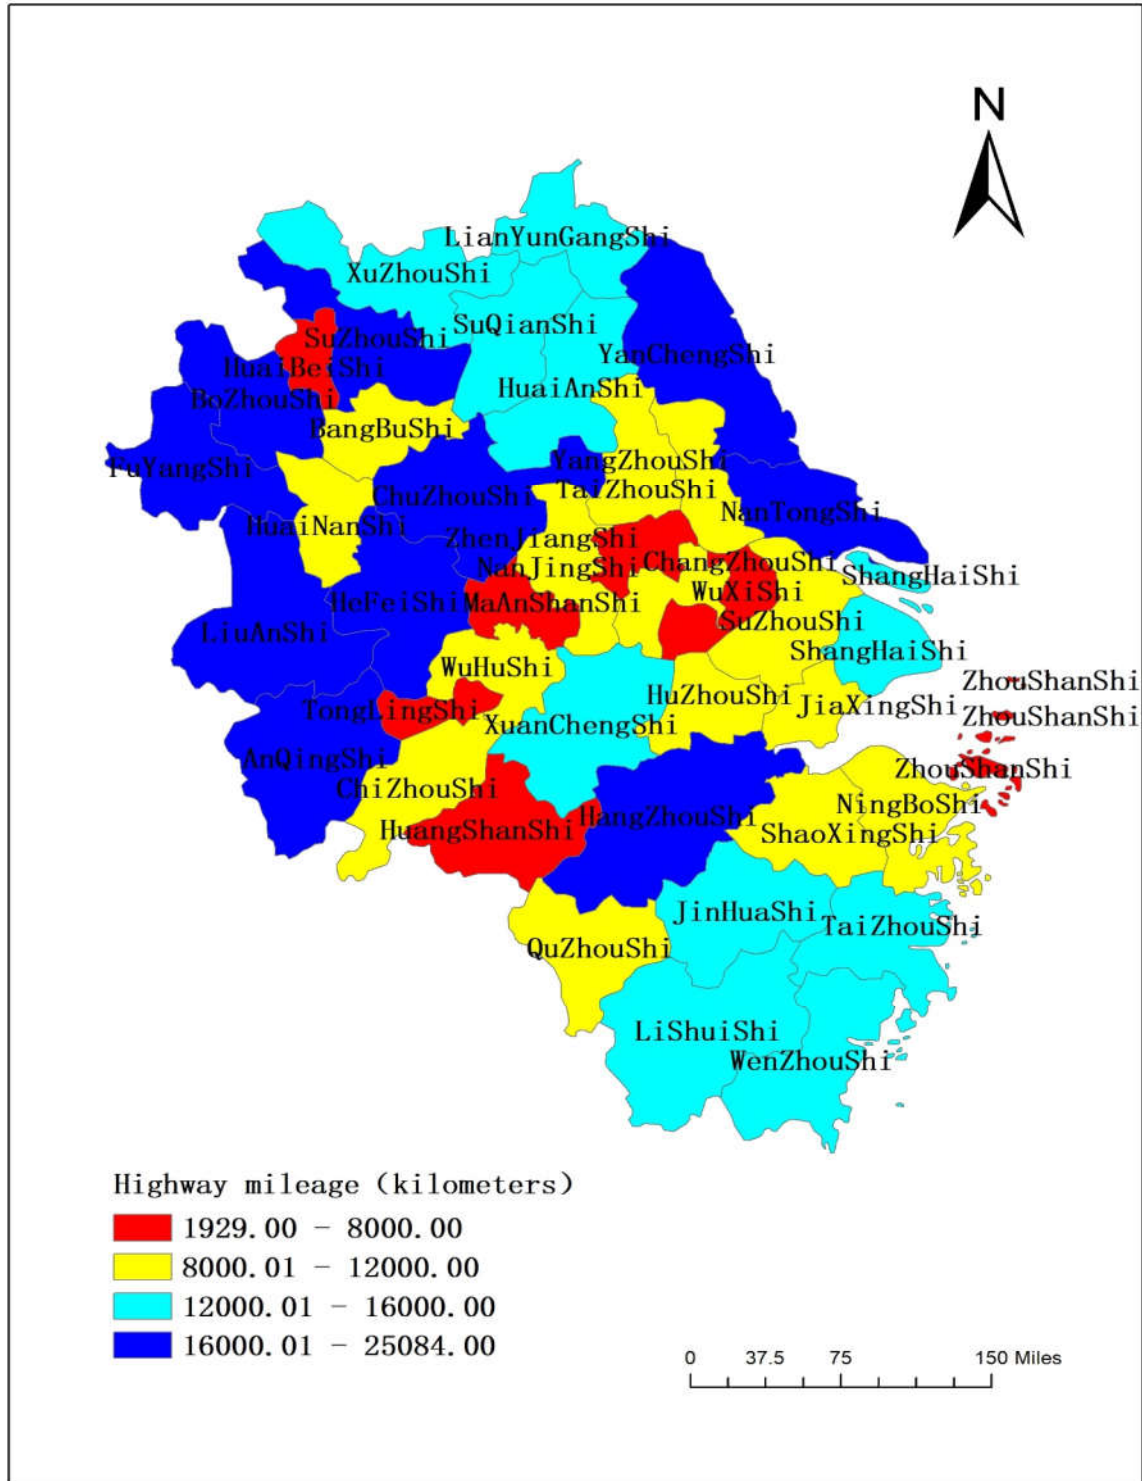 N
LianYunGangShi
XuZhouShi
SuQianShi
SuZhouShi
YanChengShi
HuaiBeiShi
HuaiAnShi
BoZhouShi
BangBuShi
YangZhouShi
FuYangShi
TaiZhouShi
ChuZhouShi
NanTongShi
HuaiNanShi
ZhenJiangShi
ChangZhouShi
NanJingShi
ShangHaiShi
WuXiShi
HeFeiShi
MaAnShanShi
SuZhouShi
LiuAnShi
ShangHaiShi
WuHuShi
ZhouShanShi
HuZhouShi
JiaXingShi
TongLingShi
ZhouShanShi
XuanChengShi
AnQingShi
ZhouShanShi
ChiZhouShi
NingBoShi
HangZhouShi
HuangShanShi
ShaoXingShi
JinHuaShi
TaiZhouShi
QuZhouShi
LiShuiShi
WenZhouShi
Highway mileage（kilometers）
1929.00 - 8000.00
8000.01 - 12000.00
12000.01 - 16000.00
16000.01 - 25084.00
0 37.5 75 150 Miles